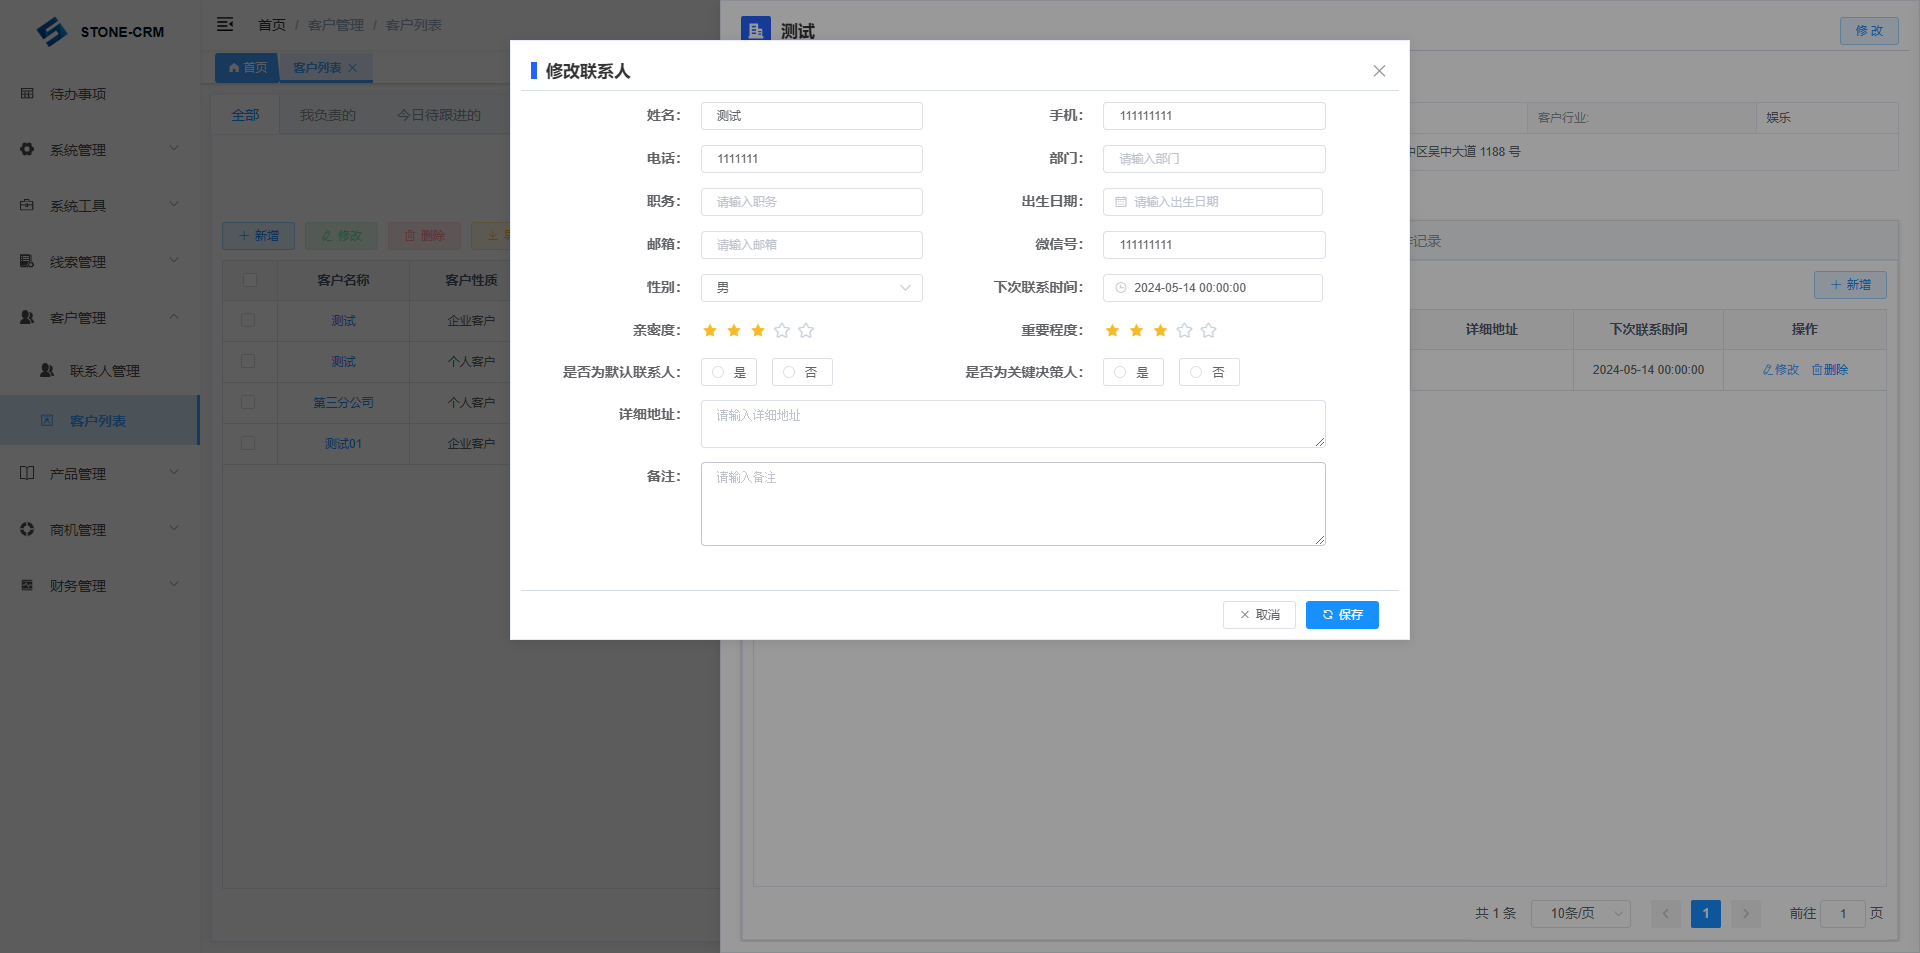 STONE-CRM
首页 / 客户管理 / 客户列表
首页
客户列表
待办事项
系统管理
系统工具
线索管理
客户管理
联系人管理
客户列表
产品管理
商机管理
财务管理
全部
我负责的
今日待跟进的
新增
修改
删除
客户名称
客户性质
测试
企业客户
测试
个人客户
第三分公司
个人客户
测试01
企业客户
测试
修 改
客户行业:
娱乐
区吴中大道 1188 号
记录
新增
详细地址
下次联系时间
操作
2024-05-14 00:00:00
修改
删除
共 1 条
10条/页
1
前往
1
页
修改联系人
姓名：
测试
手机：
111111111
电话：
1111111
部门：
请输入部门
职务：
请输入职务
出生日期：
请输入出生日期
邮箱：
请输入邮箱
微信号：
111111111
性别：
男
下次联系时间：
2024-05-14 00:00:00
亲密度：
重要程度：
是否为默认联系人：
是
否
是否为关键决策人：
是
否
详细地址：
请输入详细地址
备注：
请输入备注
取消
保存